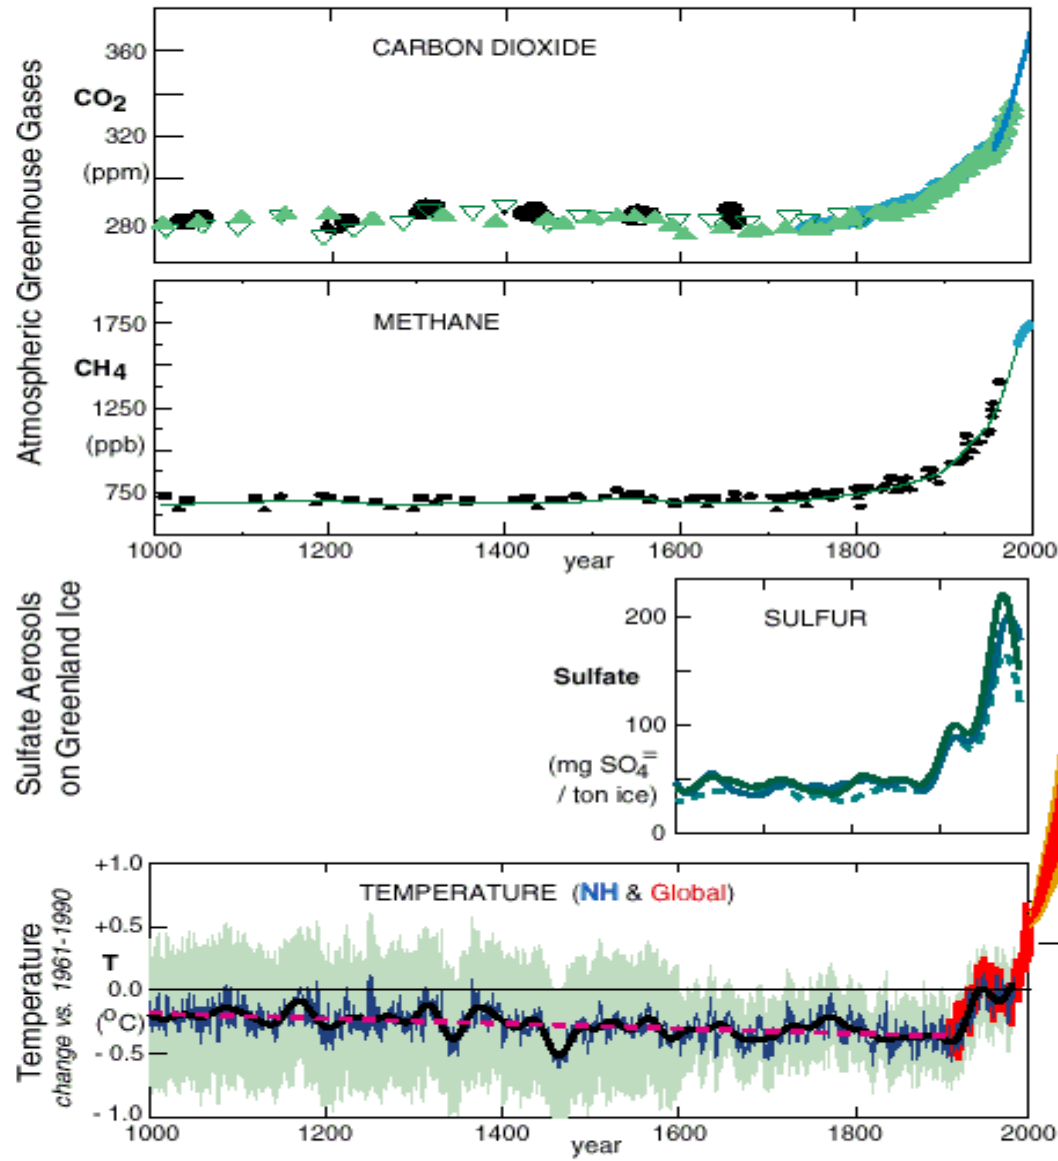 Atmospheric Greenhouse Gases
CARBON DIOXIDE
CO2
(ppm)
360
320
280
METHANE
CH4
(ppb)
1750
1250
750
1000 1200 1400 1600 1800 2000
year
Sulfate Aerosols
on Greenland Ice
SULFUR
Sulfate
(mg SO4=
/ ton ice)
200
100
0
Temperature
change vs. 1961-1990
TEMPERATURE (NH & Global)
T
(oC)
+1.0
+0.5
0.0
- 0.5
- 1.0
1000 1200 1400 1600 1800 2000
year